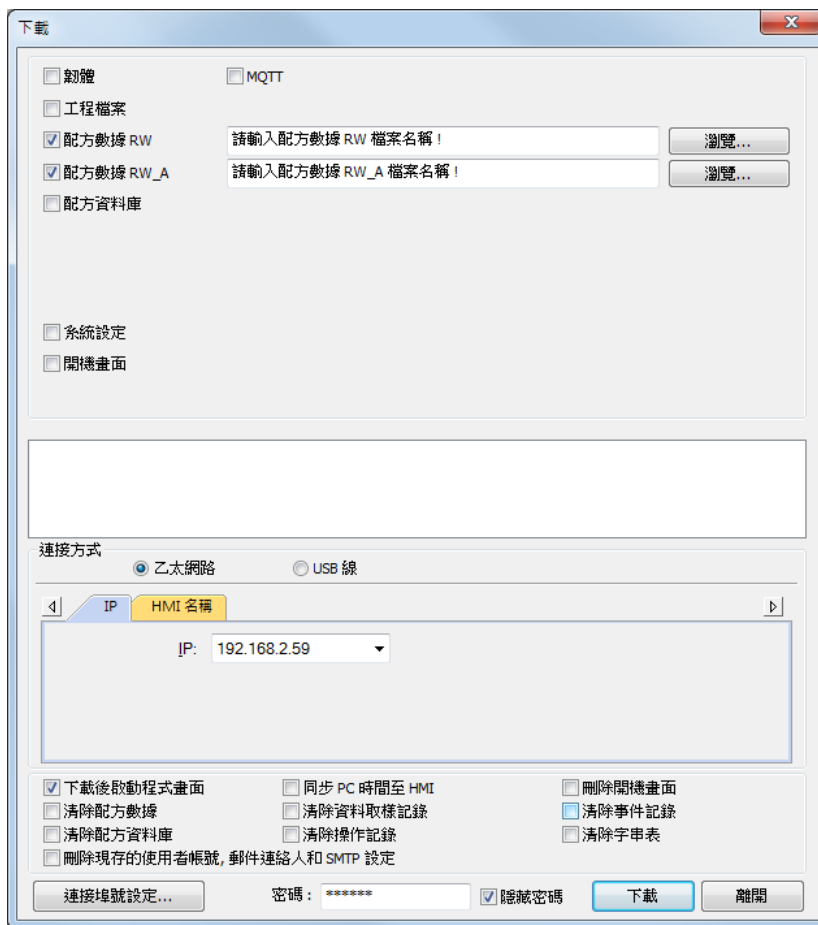 下載
韌體 MQTT
工程檔案
配方數據 RW 請輸入配方數據 RW 檔案名稱！ 瀏覽...
配方數據 RW_A 請輸入配方數據 RW_A 檔案名稱！ 瀏覽...
配方資料庫
系統設定
開機畫面
連接方式
乙太網路 USB 線
IP HMI 名稱
IP: 192.168.2.59
下載後啟動程式畫面 同步 PC 時間至 HMI 刪除開機畫面
清除配方數據 清除資料取樣記錄 清除事件記錄
清除配方資料庫 清除操作記錄 清除字串表
刪除現存的使用者帳號, 郵件連絡人和 SMTP 設定
連接埠號設定... 密碼： ****** 隱藏密碼 下載 離開